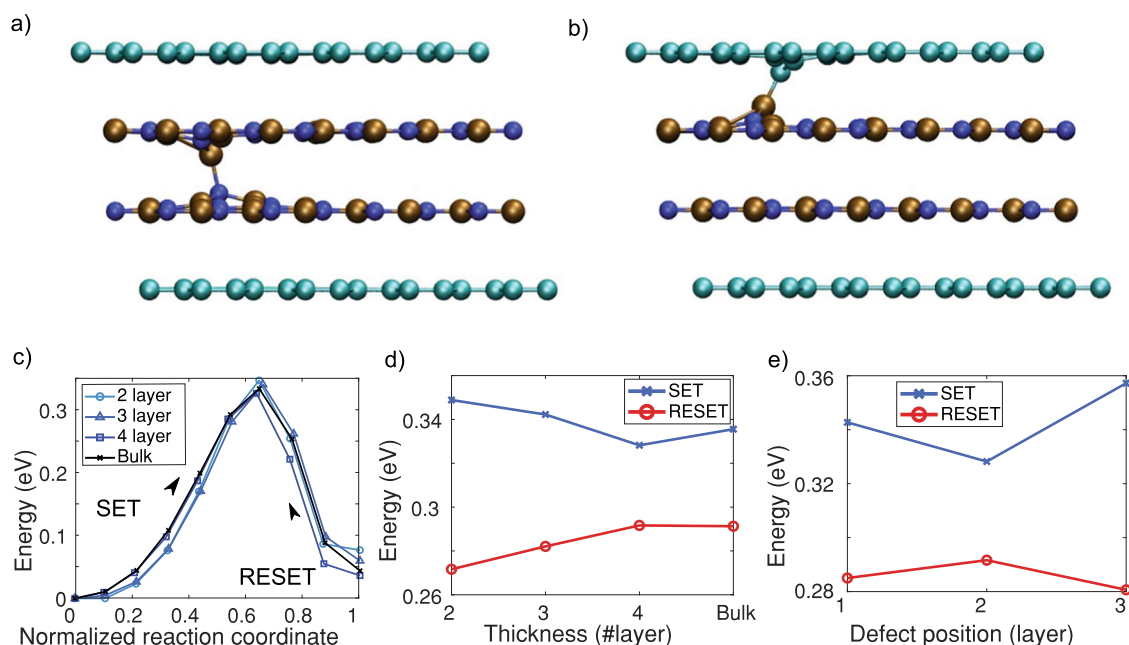 a)
b)
c)
0.3
0.2
0.1
0
0
0.2
0.4
0.6
0.8
1
Energy (eV)
Normalized reaction coordinate
2 layer
3 layer
4 layer
Bulk
SET
RESET
d)
0.34
0.3
0.26
2
3
4
Bulk
Energy (eV)
Thickness (#layer)
SET
RESET
e)
0.36
0.32
0.28
1
2
3
Energy (eV)
Defect position (layer)
SET
RESET